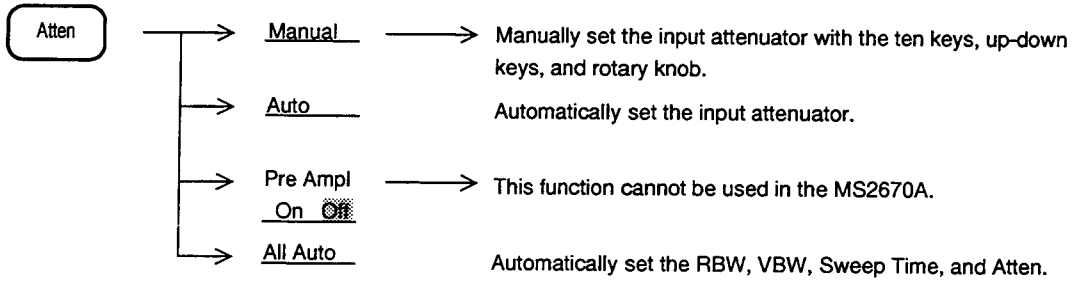 Atten
Manual
Manually set the input attenuator with the ten keys, up-down
keys, and rotary knob.
Auto
Automatically set the input attenuator.
Pre Ampl
On Off
This function cannot be used in the MS2670A.
All Auto
Automatically set the RBW, VBW, Sweep Time, and Atten.